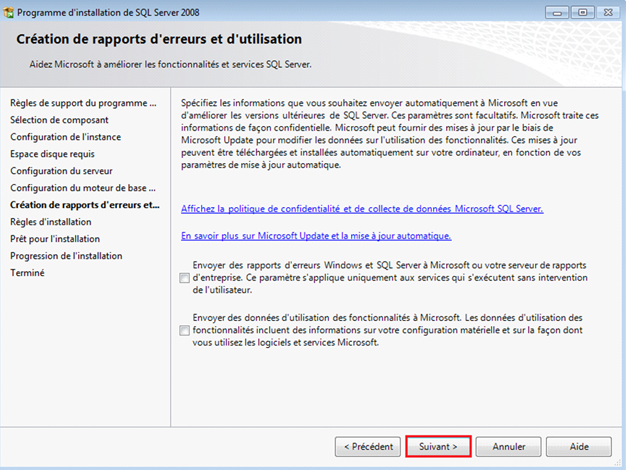 Programme d'installation de SQL Server 2008
Création de rapports d'erreurs et d'utilisation
Aidez Microsoft à améliorer les fonctionnalités et services SQL Server.
Règles de support du programme ...
Sélection de composant
Configuration de l'instance
Espace disque requis
Configuration du serveur
Configuration du moteur de base ...
Création de rapports d'erreurs et...
Règles d'installation
Prêt pour l'installation
Progression de l'installation
Terminé
Spécifiez les informations que vous souhaitez envoyer automatiquement à Microsoft en vue
d'améliorer les versions ultérieures de SQL Server. Ces paramètres sont facultatifs. Microsoft traite ces
informations de façon confidentielle. Microsoft peut fournir des mises à jour par le biais de
Microsoft Update pour modifier les données sur l'utilisation des fonctionnalités. Ces mises à jour
peuvent être téléchargées et installées automatiquement sur votre ordinateur, en fonction de vos
paramètres de mise à jour automatique.
Affichez la politique de confidentialité et de collecte de données Microsoft SQL Server.
En savoir plus sur Microsoft Update et la mise à jour automatique.
Envoyer des rapports d'erreurs Windows et SQL Server à Microsoft ou votre serveur de rapports
d'entreprise. Ce paramètre s'applique uniquement aux services qui s'exécutent sans intervention
de l'utilisateur.
Envoyer des données d'utilisation des fonctionnalités à Microsoft. Les données d'utilisation des
fonctionnalités incluent des informations sur votre configuration matérielle et sur la façon dont
vous utilisez les logiciels et services Microsoft.
< Précédent
Suivant >
Annuler
Aide